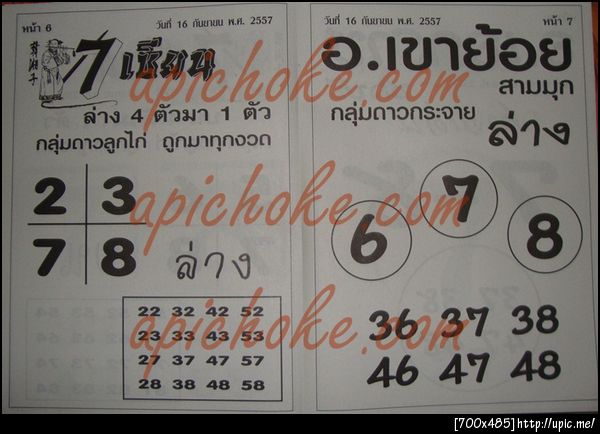 หน้า 6
วันที่ 16 กันยายน พ.ศ. 2557
7 เซียน
ล่าง 4 ตัวมา 1 ตัว
กลุ่มดาวลูกไก่ ถูกมาทุกงวด
2 3
7 8
ล่าง
22 32 42 52
23 33 43 53
27 37 47 57
28 38 48 58
วันที่ 16 กันยายน พ.ศ. 2557
หน้า 7
อ.เขาย้อย
สามมุก
กลุ่มดาวกระจาย
ล่าง
6 7 8
36 37 38
46 47 48
apichoke.com
apichoke.com
apichoke.com
[700x485]http://upic.me/